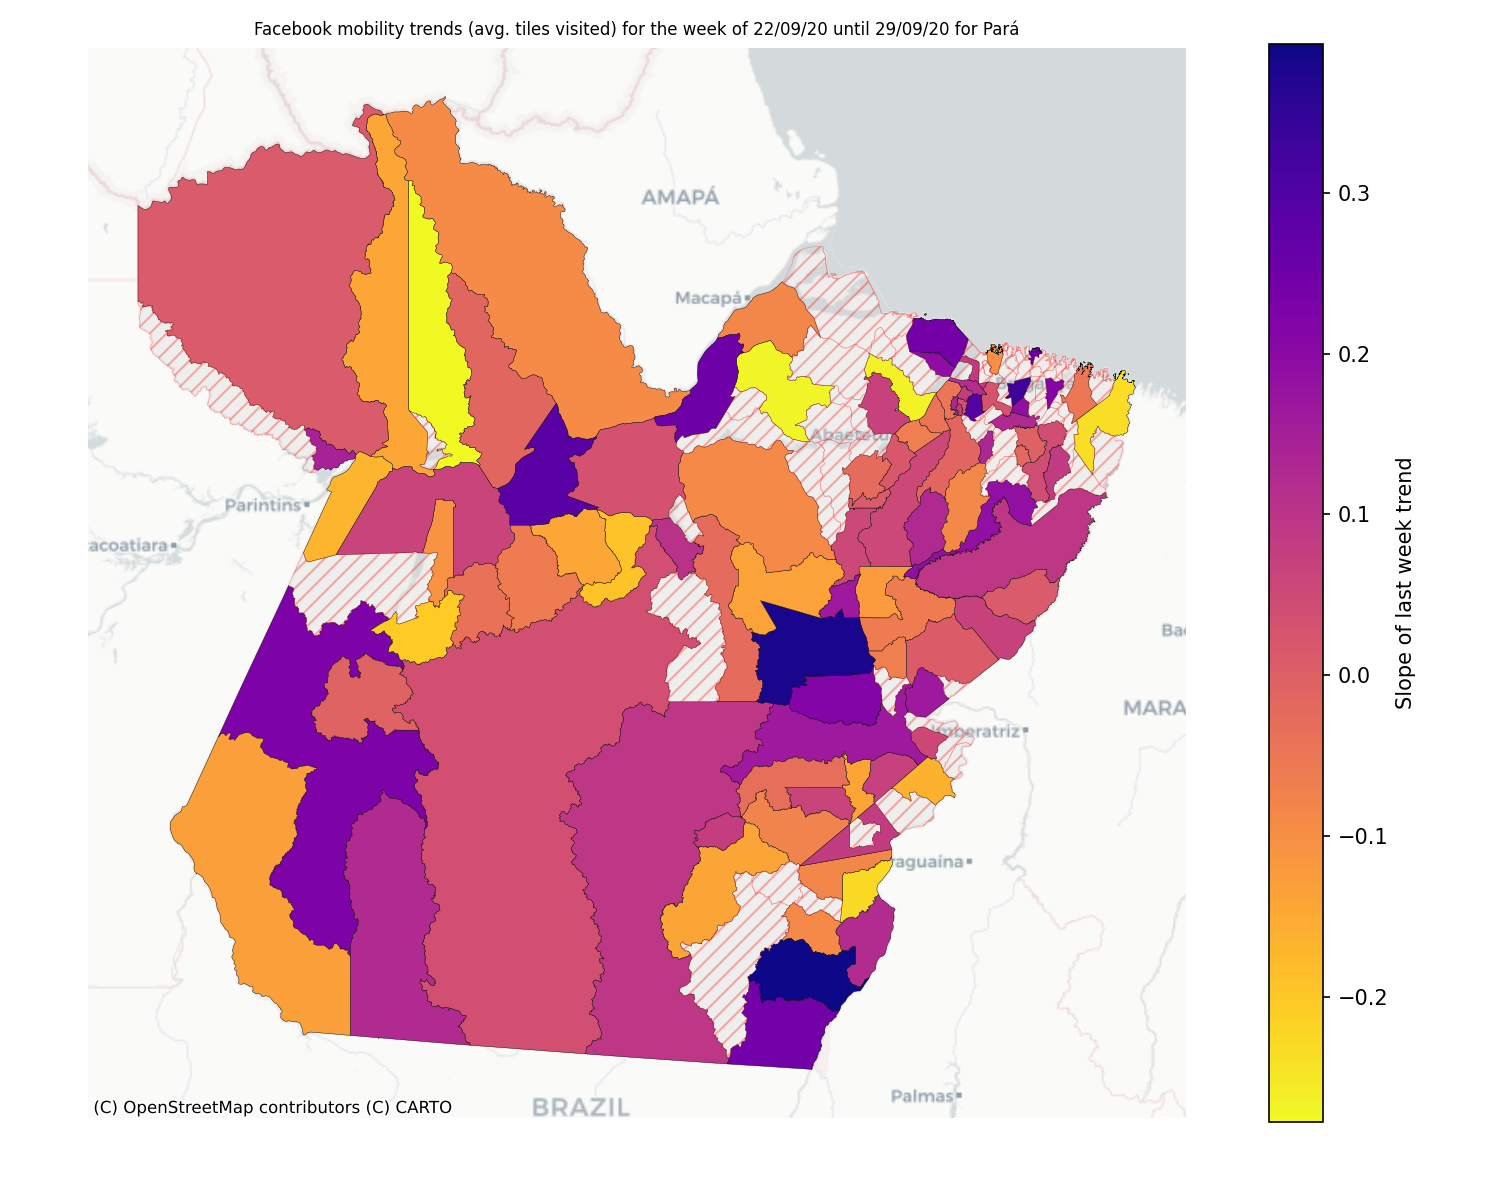 Facebook mobility trends (avg. tiles visited) for the week of 22/09/20 until 29/09/20 for Pará
AMAPÁ
Macapá
0.3
0.2
Abaetetu
Parintins
acoatiara
0.1
Slope of last week trend
0.0
Bac
MARA
mberatriz
−0.1
raguaína
−0.2
Palmas
(C) OpenStreetMap contributors (C) CARTO
BRAZIL